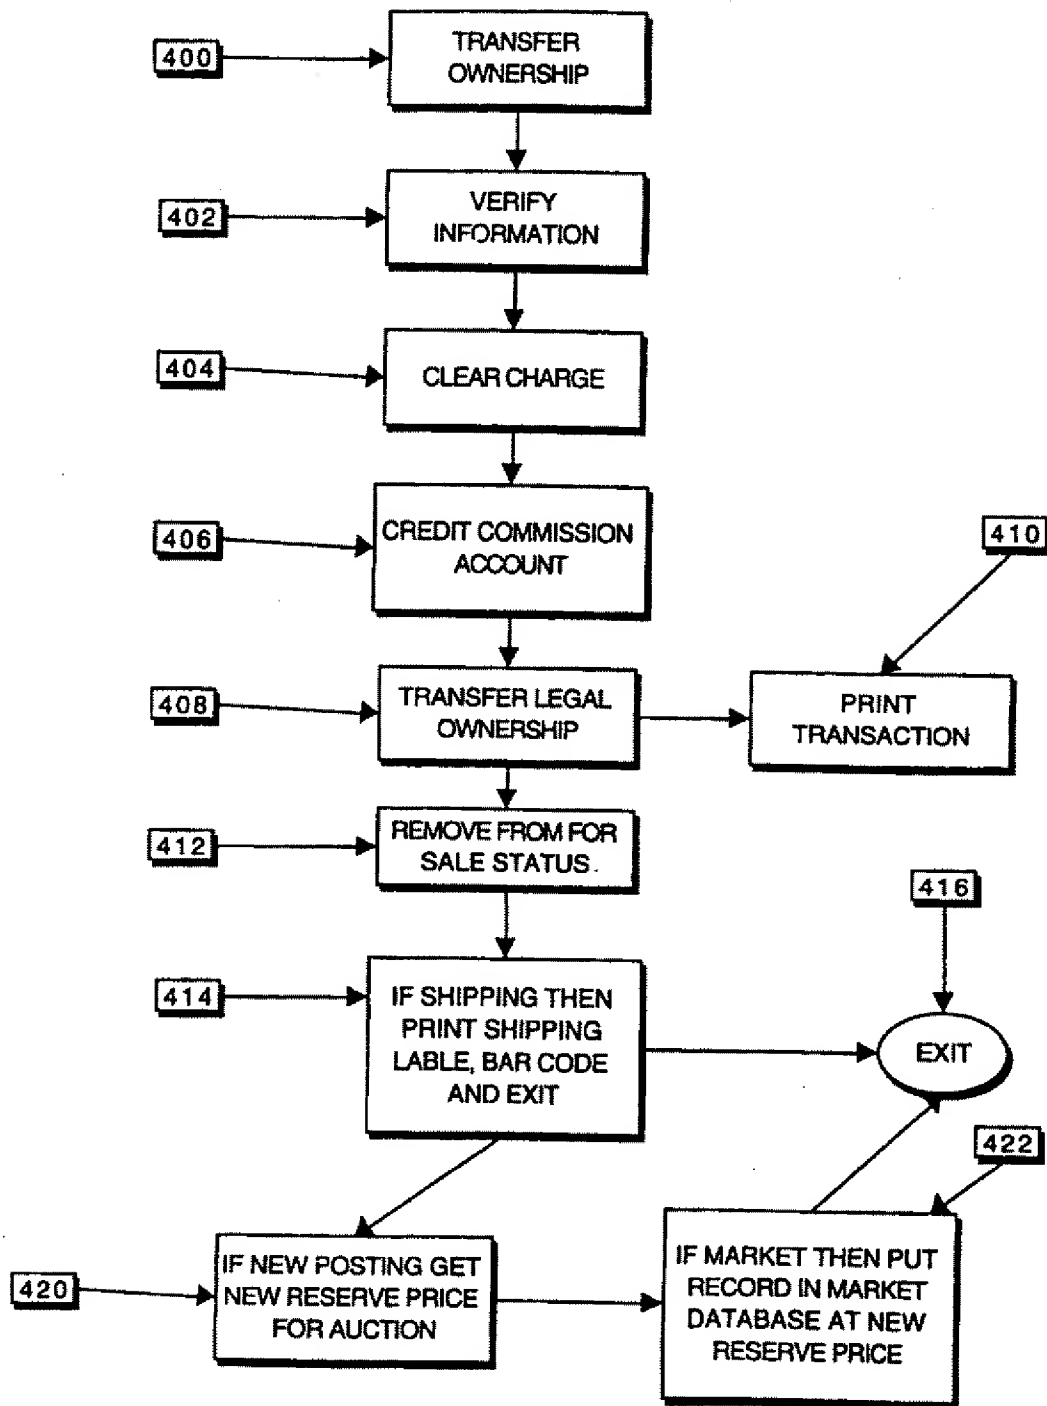 400
TRANSFER
OWNERSHIP
402
VERIFY
INFORMATION
404
CLEAR CHARGE
406
CREDIT COMMISSION
ACCOUNT
410
408
TRANSFER LEGAL
OWNERSHIP
PRINT
TRANSACTION
412
REMOVE FROM FOR
SALE STATUS.
416
414
IF SHIPPING THEN
PRINT SHIPPING
LABLE, BAR CODE
AND EXIT
EXIT
422
420
IF NEW POSTING GET
NEW RESERVE PRICE
FOR AUCTION
IF MARKET THEN PUT
RECORD IN MARKET
DATABASE AT NEW
RESERVE PRICE